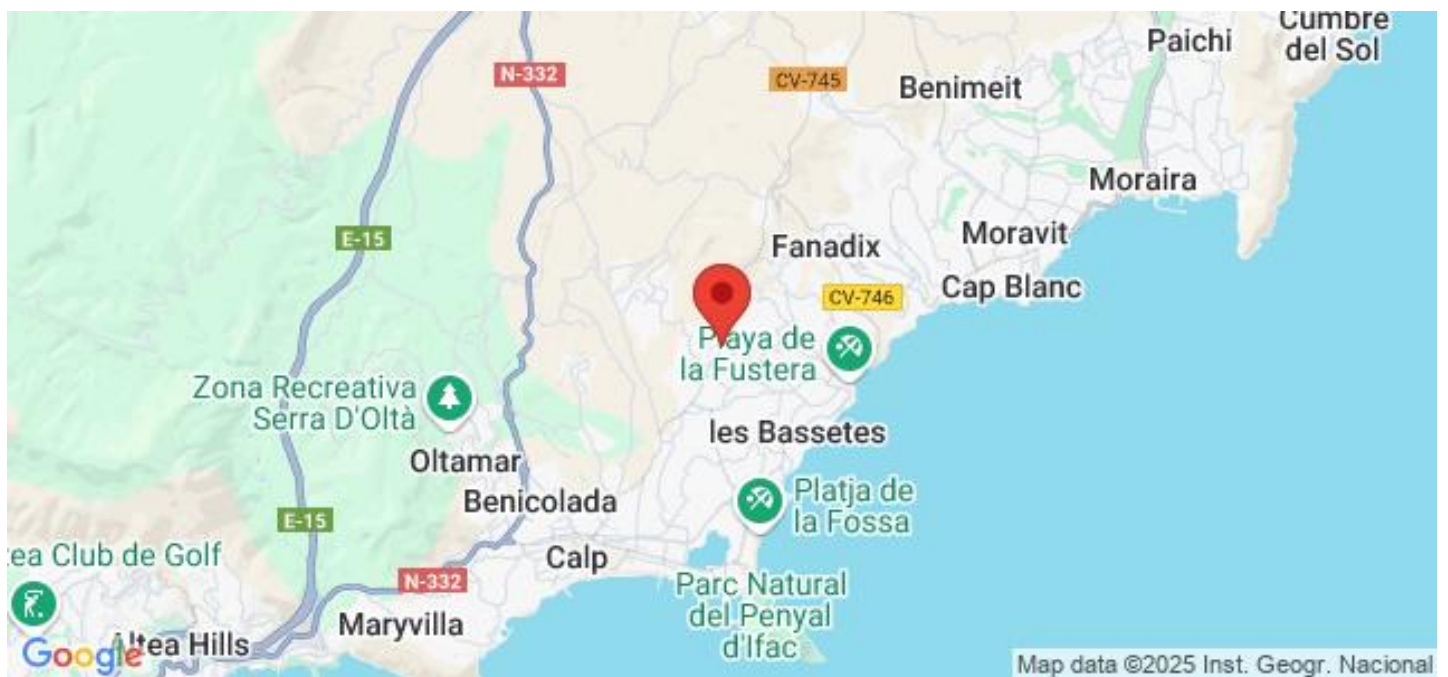 Cumbre
del Sol
Paichi
N-332
CV-745
Benimeit
Moraira
E-15
Fanadix
Moravit
Cap Blanc
CV-746
Playa de
la Fustera
Zona Recreativa
Serra D'Oltà
les Bassetes
Oltamar
Benicolada
Platja de
la Fossa
E-15
tea Club de Golf
Calp
N-332
Parc Natural
del Penyal
d'Ifac
Maryvilla
Altea Hills
Google
Map data ©2025 Inst. Geogr. Nacional